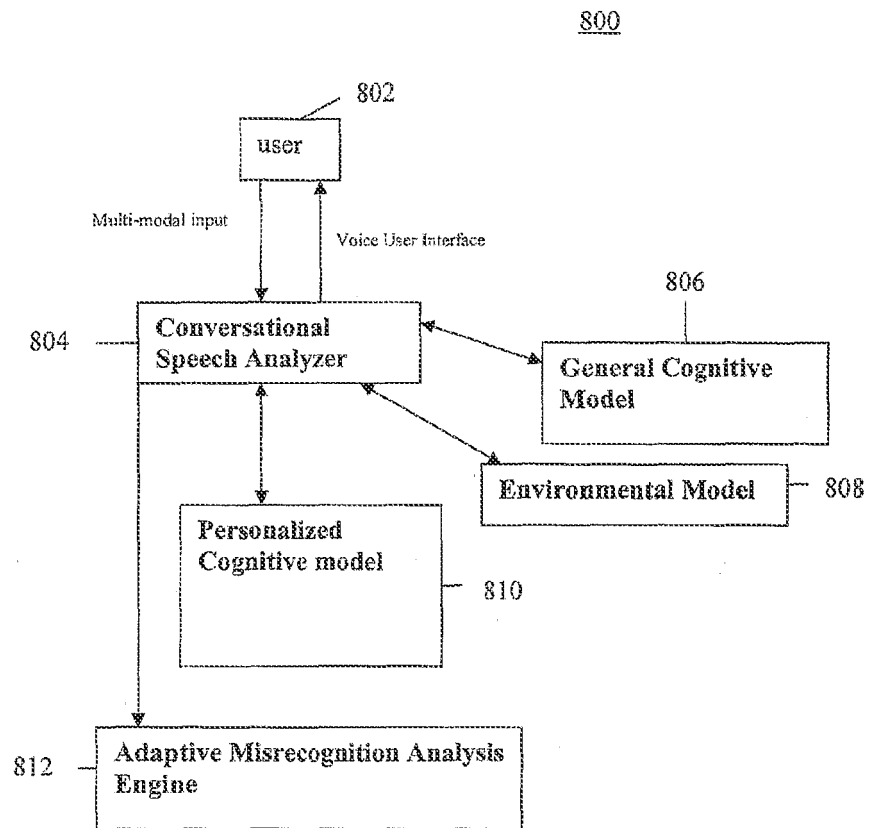 800
802
user
Multi-modal input
Voice User Interface
806
804
Conversational
Speech Analyzer
General Cognitive
Model
Environmental Model
808
Personalized
Cognitive model
810
812
Adaptive Misrecognition Analysis
Engine